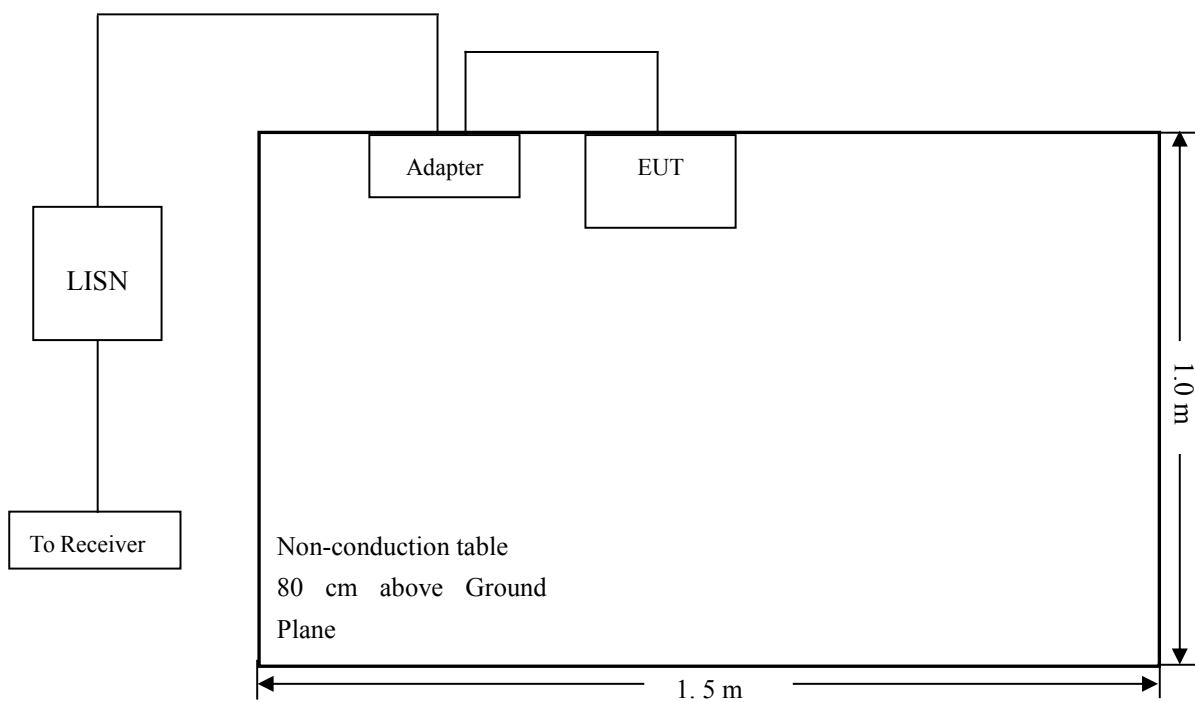 Adapter
EUT
LISN
1.0 m
To Receiver
Non-conduction table
80 cm above Ground
Plane
1. 5 m